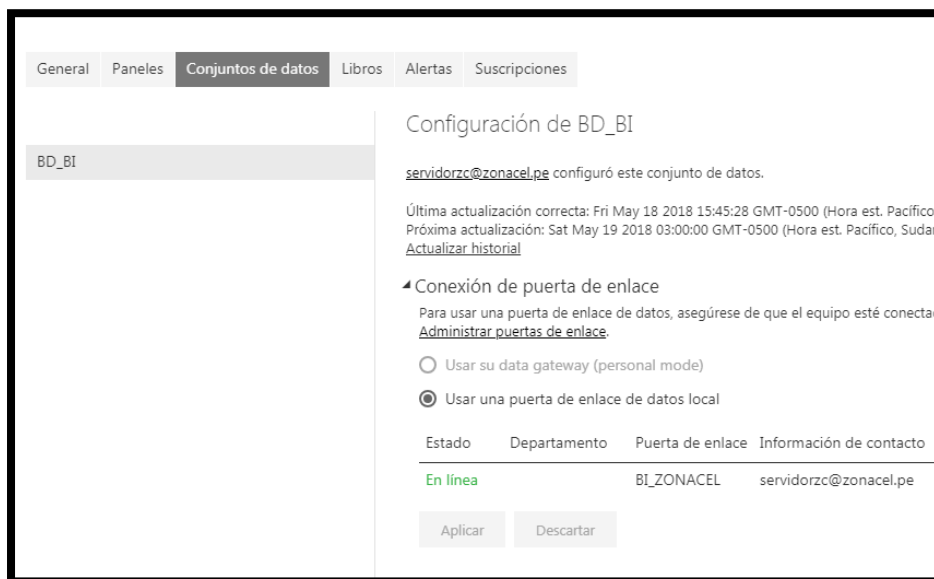 General Paneles Conjuntos de datos Libros Alertas Suscripciones
BD_BI
Configuración de BD_BI
servidorzc@zonacel.pe configuró este conjunto de datos.
Última actualización correcta: Fri May 18 2018 15:45:28 GMT-0500 (Hora est. Pacífico
Próxima actualización: Sat May 19 2018 03:00:00 GMT-0500 (Hora est. Pacífico, Sudar
Actualizar historial
Conexión de puerta de enlace
Para usar una puerta de enlace de datos, asegúrese de que el equipo esté conecta
Administrar puertas de enlace.
Usar su data gateway (personal mode)
Usar una puerta de enlace de datos local
Estado Departamento Puerta de enlace Información de contacto
En línea BI_ZONACEL servidorzc@zonacel.pe
Aplicar Descartar